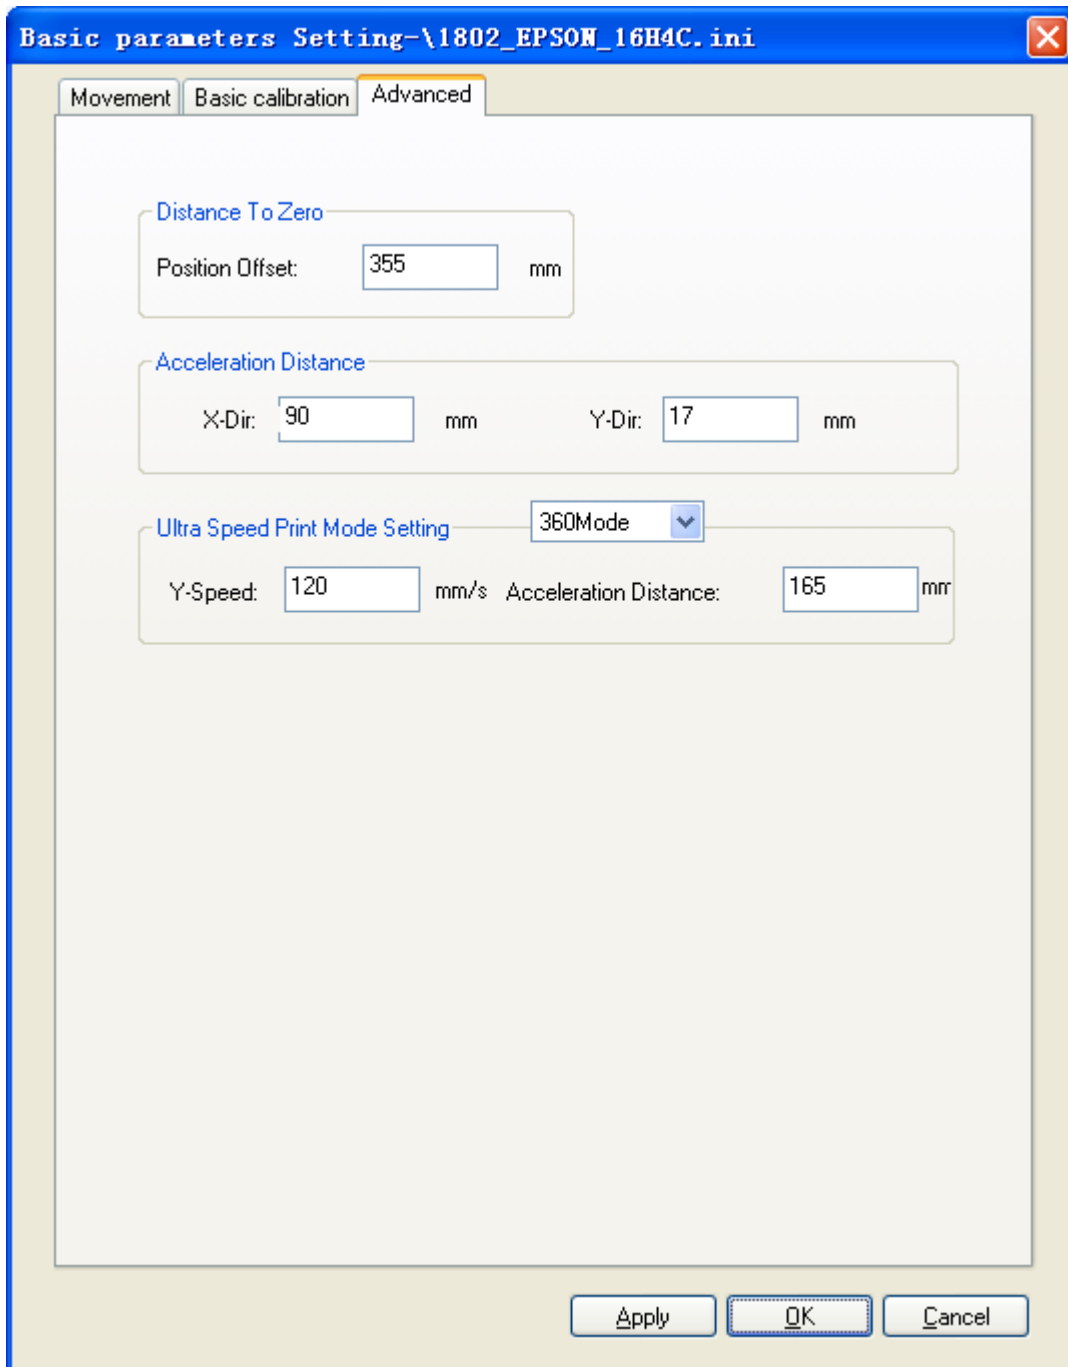 Basic parameters Setting-\1802_EPSON_16H4C.ini
Movement Basic calibration Advanced
Distance To Zero
Position Offset: 355 mm
Acceleration Distance
X-Dir: 90 mm Y-Dir: 17 mm
Ultra Speed Print Mode Setting 360Mode
Y-Speed: 120 mm/s Acceleration Distance: 165 mm
Apply OK Cancel